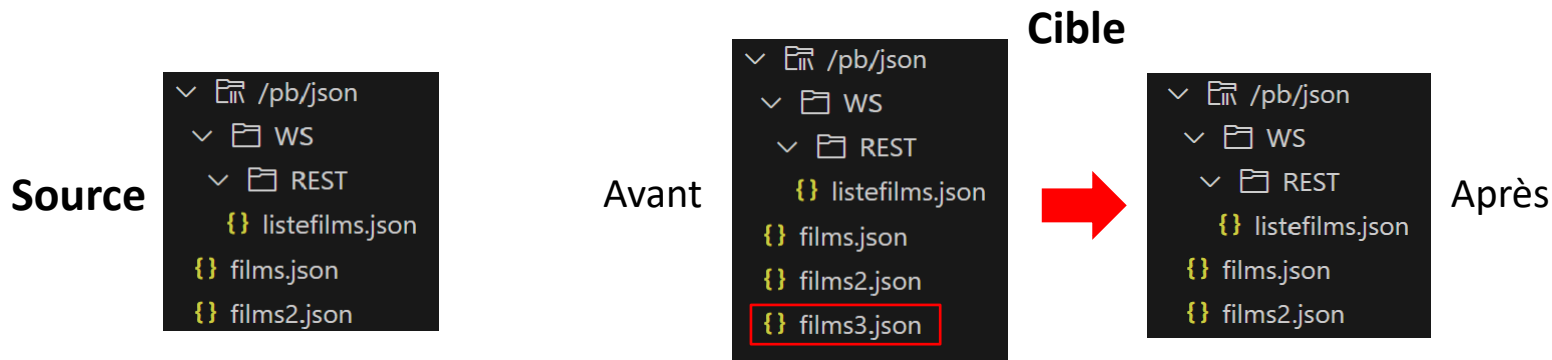 Cible
Source
/pb/json
WS
REST
{} listefilms.json
{} films.json
{} films2.json
Avant
/pb/json
WS
REST
{} listefilms.json
{} films.json
{} films2.json
{} films3.json
/pb/json
WS
REST
{} listefilms.json
{} films.json
{} films2.json
Après